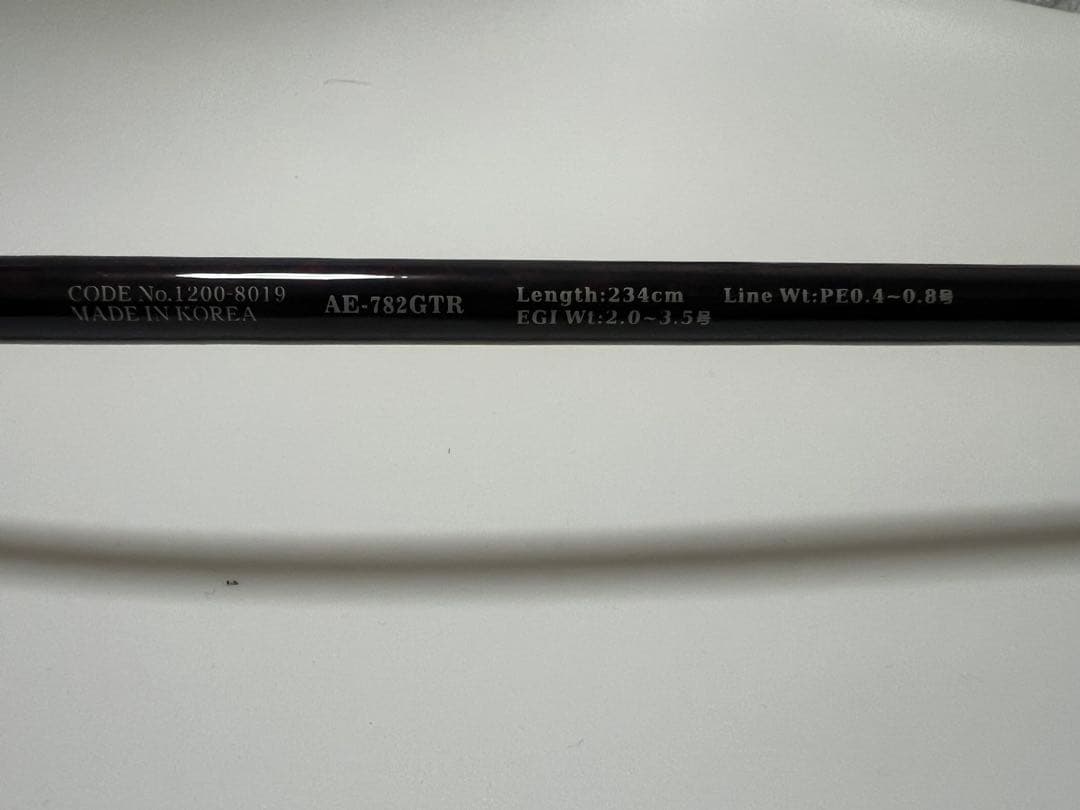 CODE No.1200-8019
MADE IN KOREA
AE-782GTR
Length:234cm
EGI Wt:2.0~3.5号
Line Wt:PE0.4~0.8号